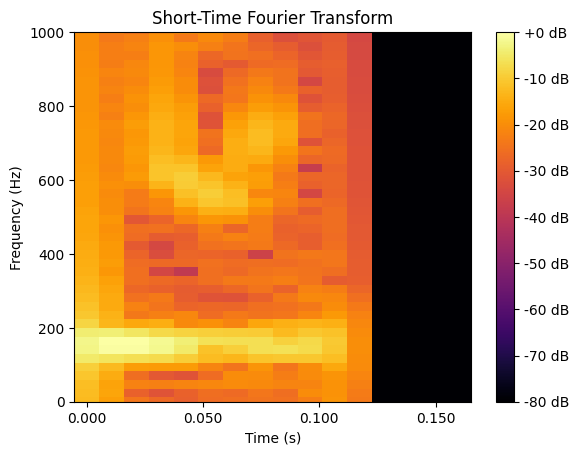 Short-Time Fourier Transform
1000
800
600
400
200
0
Frequency (Hz)
0.000
0.050
0.100
0.150
Time (s)
+0 dB
-10 dB
-20 dB
-30 dB
-40 dB
-50 dB
-60 dB
-70 dB
-80 dB